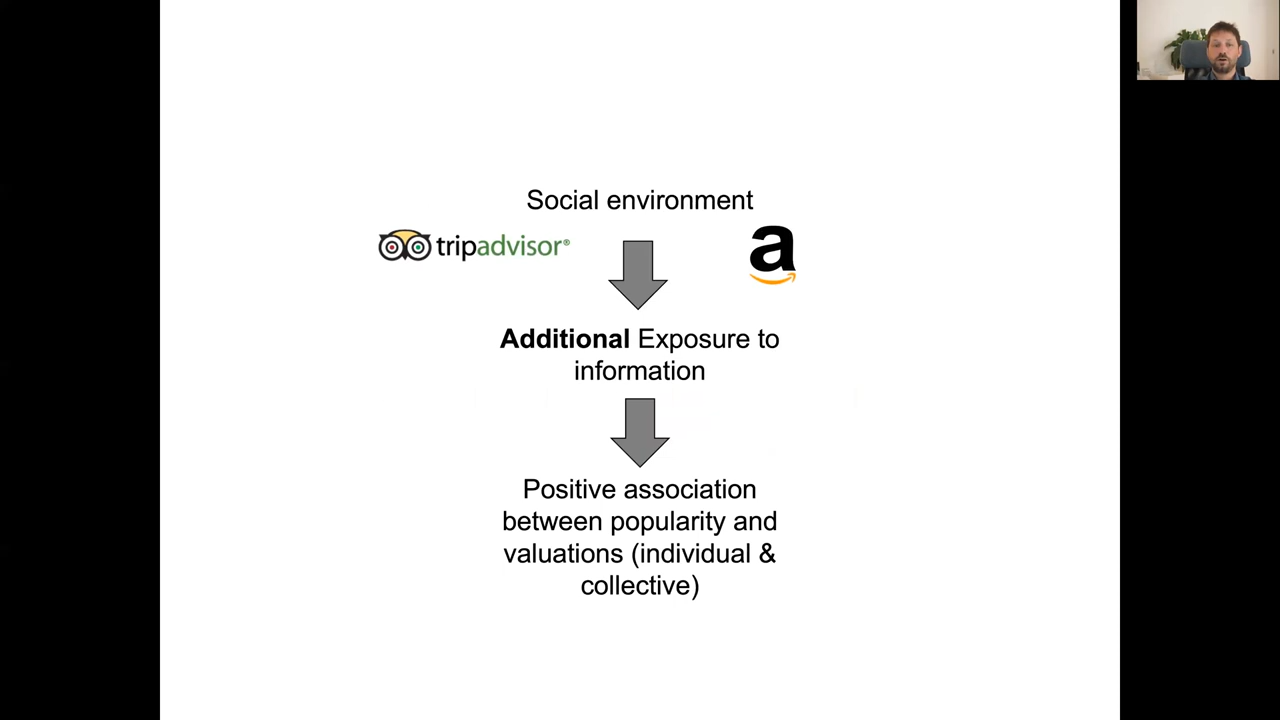 Social environment
tripadvisor®
a
Additional Exposure to
information
Positive association
between popularity and
valuations (individual &
collective)